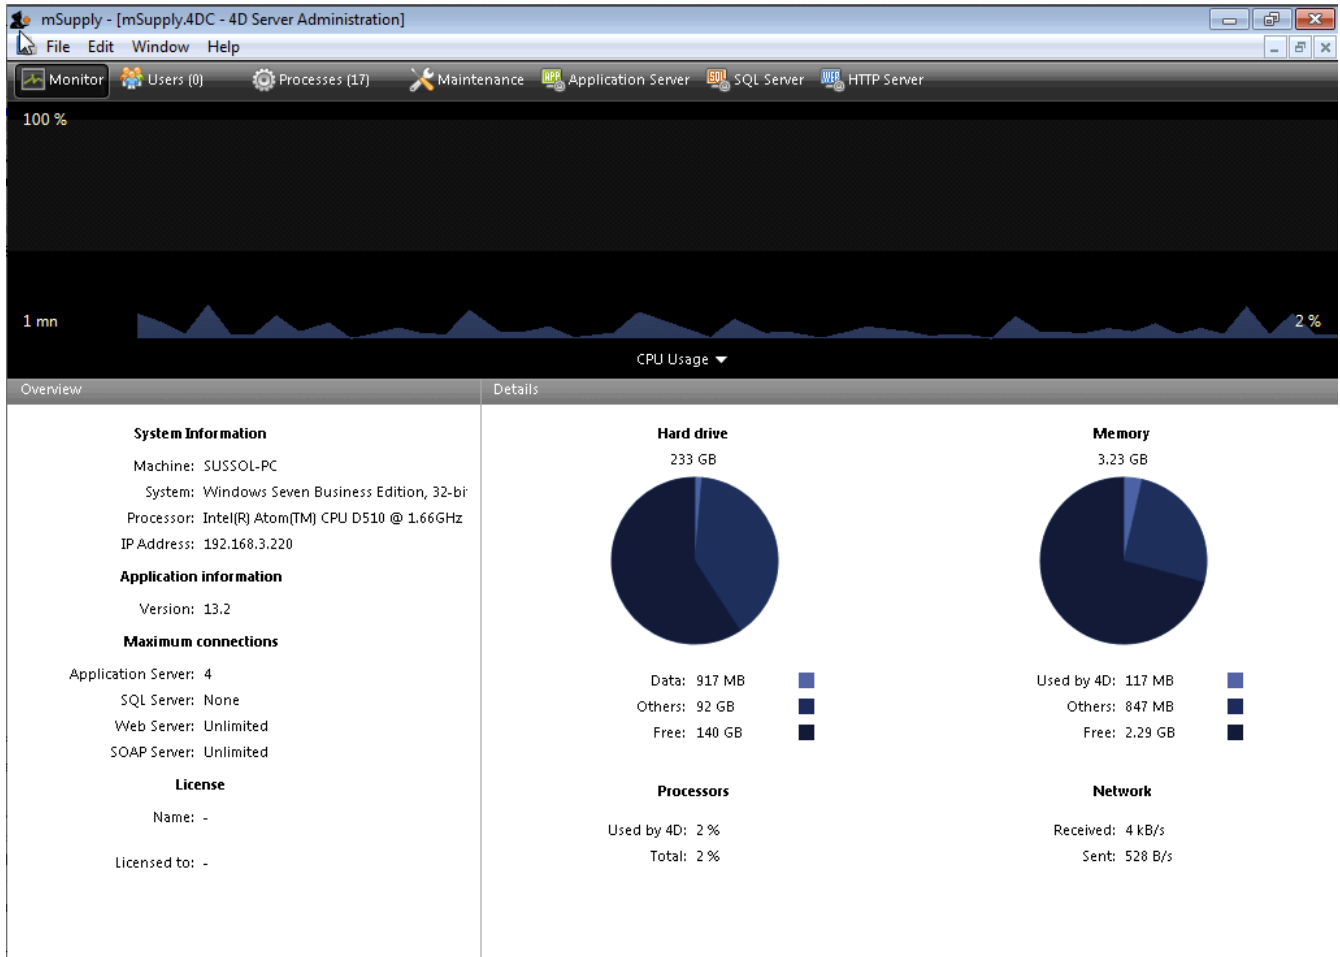 mSupply - [mSupply.4DC - 4D Server Administration]
File Edit Window Help
Monitor Users (0) Processes (17) Maintenance Application Server SQL Server HTTP Server
100 %
1 mn
2 %
CPU Usage
Overview
System Information
Machine: SUSSOL-PC
System: Windows Seven Business Edition, 32-bi
Processor: Intel(R) Atom(TM) CPU D510 @ 1.66GHz
IP Address: 192.168.3.220
Application information
Version: 13.2
Maximum connections
Application Server: 4
SQL Server: None
Web Server: Unlimited
SOAP Server: Unlimited
License
Name: -
Licensed to: -
Details
Hard drive
233 GB
Data: 917 MB
Others: 92 GB
Free: 140 GB
Memory
3.23 GB
Used by 4D: 117 MB
Others: 847 MB
Free: 2.29 GB
Processors
Used by 4D: 2 %
Total: 2 %
Network
Received: 4 kB/s
Sent: 528 B/s